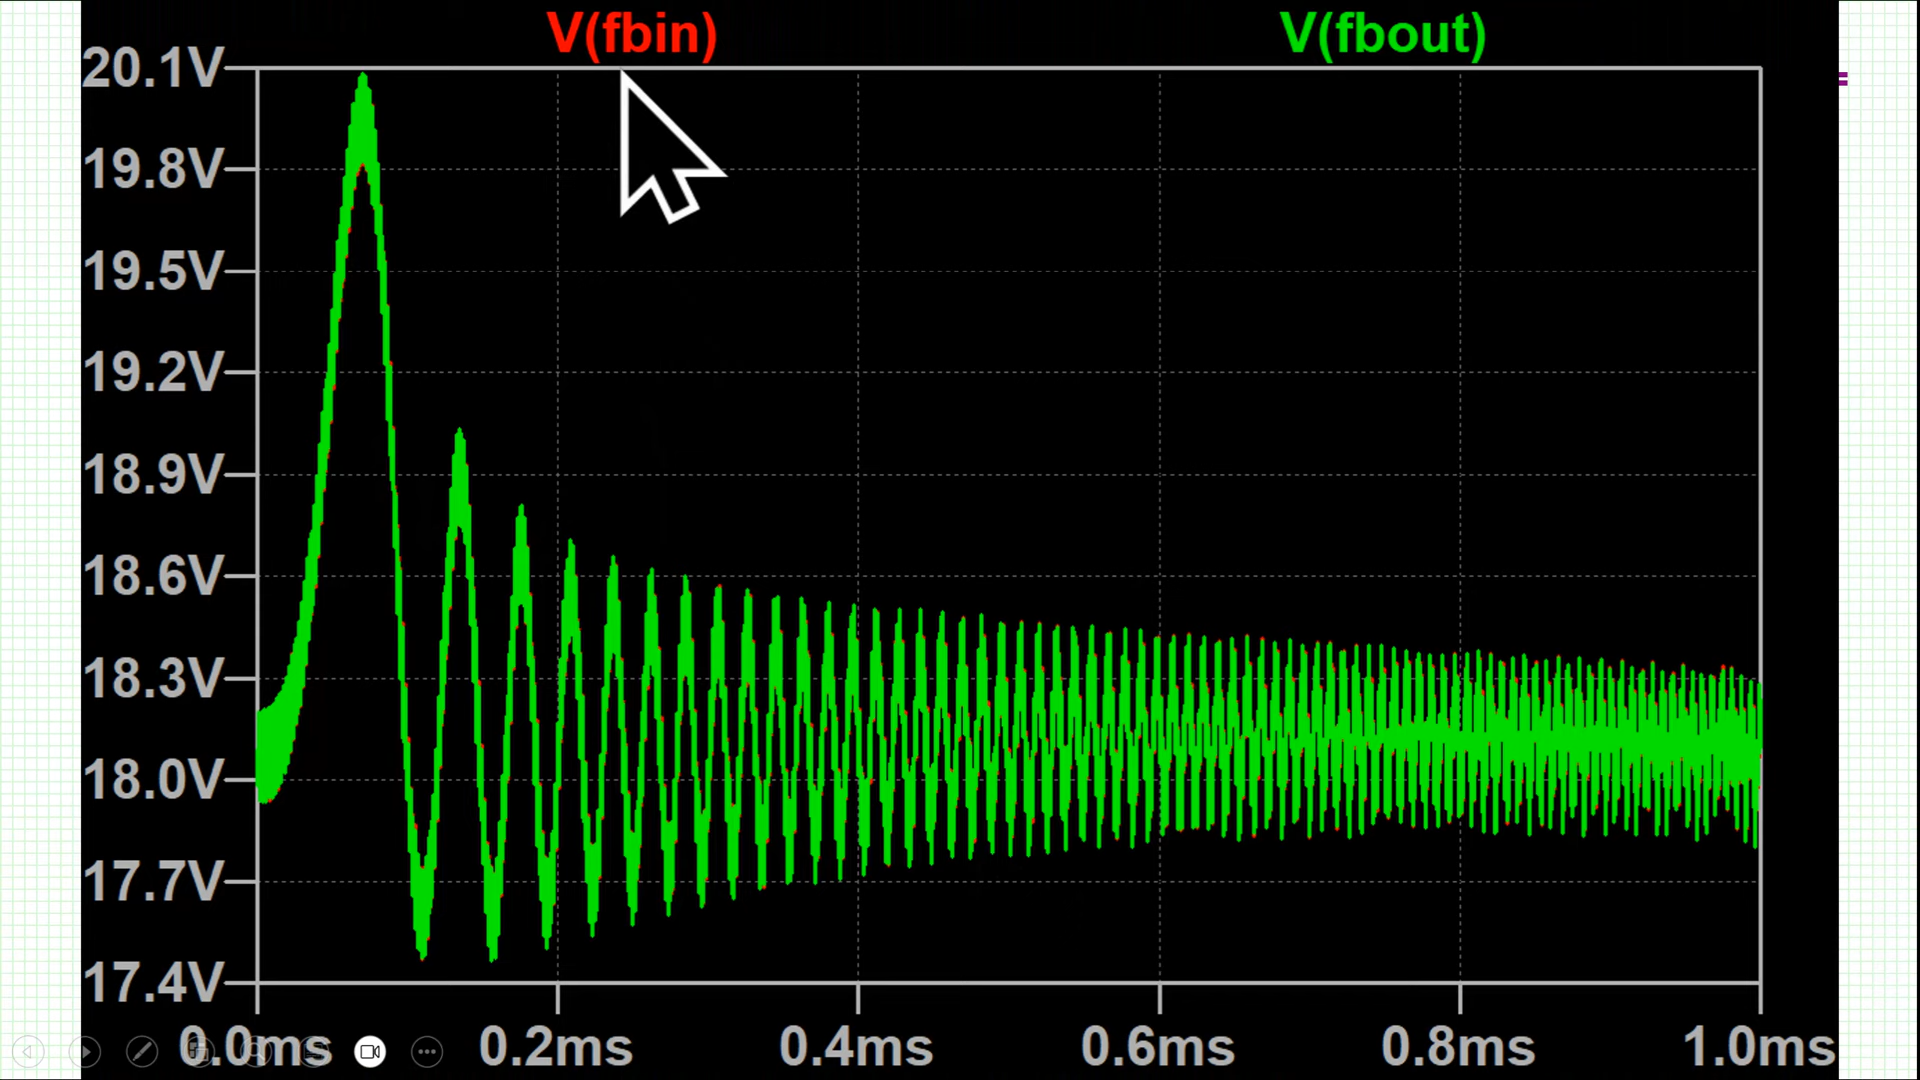 V(fbin) V(fbout)
20.1V
19.8V
19.5V
19.2V
18.9V
18.6V
18.3V
18.0V
17.7V
17.4V
0.0ms 0.2ms 0.4ms 0.6ms 0.8ms 1.0ms